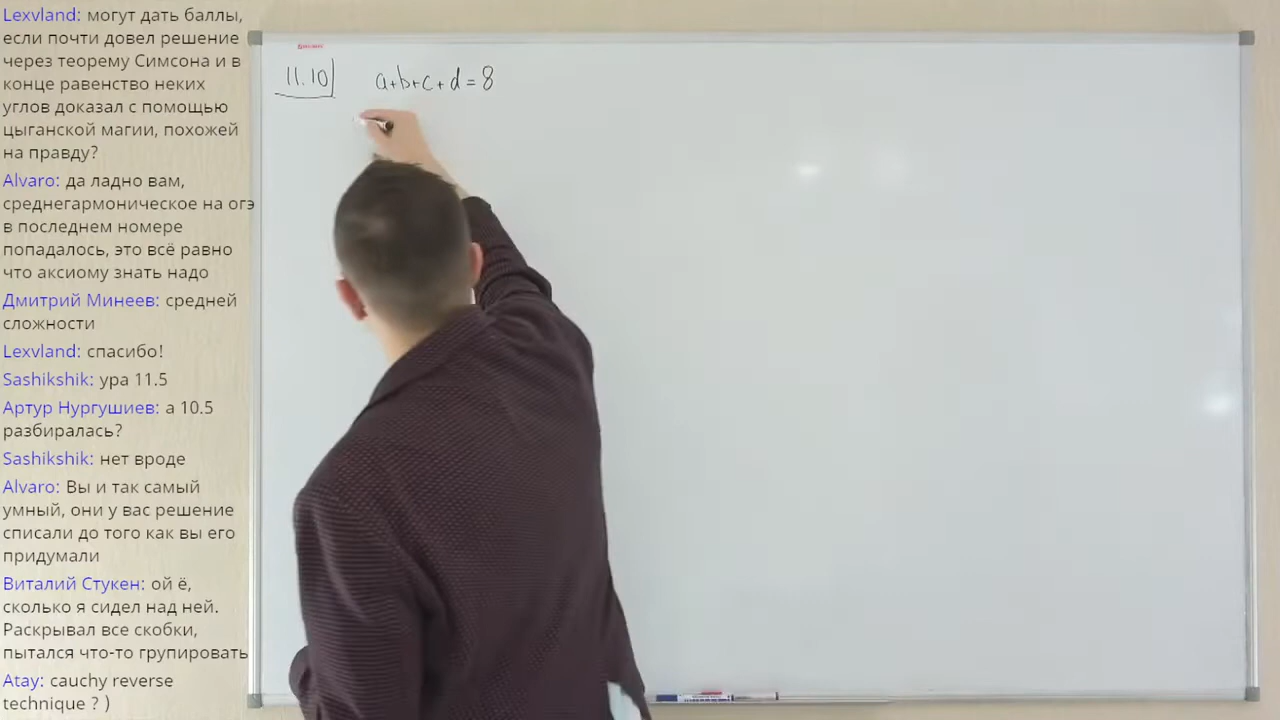 Lexvland: могут дать баллы,
если почти довел решение
через теорему Симсона и в
конце равенство неких
углов доказал с помощью
цыганской магии, похожей
на правду?
Alvaro: да ладно вам,
среднегармоническое на огэ
в последнем номере
попадалось, это всё равно
что аксиому знать надо
Дмитрий Минеев: средней
сложности
Lexvland: спасибо!
Sashikshik: ура 11.5
Артур Нургушиев: а 10.5
разбиралась?
Sashikshik: нет вроде
Alvaro: Вы и так самый
умный, они у вас решение
списали до того как вы его
придумали
Виталий Стукен: ой ё,
сколько я сидел над ней.
Раскрывал все скобки,
пытался что-то групировать
Atay: cauchy reverse
technique ? )
11.10 a+b+c+d=8